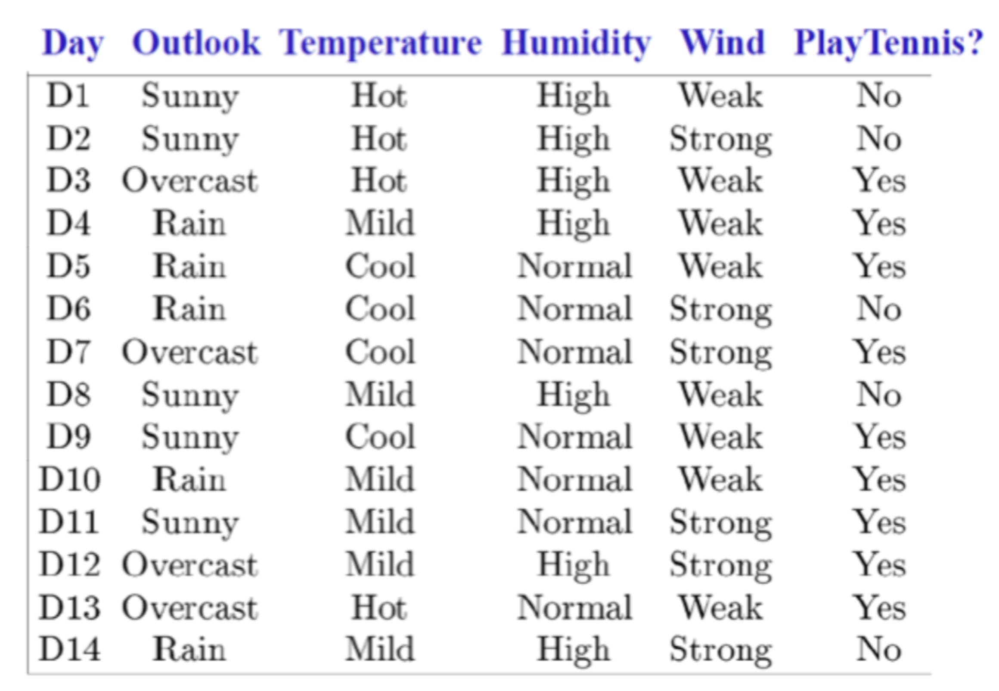 Day Outlook Temperature Humidity Wind PlayTennis?
D1 Sunny Hot High Weak No
D2 Sunny Hot High Strong No
D3 Overcast Hot High Weak Yes
D4 Rain Mild High Weak Yes
D5 Rain Cool Normal Weak Yes
D6 Rain Cool Normal Strong No
D7 Overcast Cool Normal Strong Yes
D8 Sunny Mild High Weak No
D9 Sunny Cool Normal Weak Yes
D10 Rain Mild Normal Weak Yes
D11 Sunny Mild Normal Strong Yes
D12 Overcast Mild High Strong Yes
D13 Overcast Hot Normal Weak Yes
D14 Rain Mild High Strong No